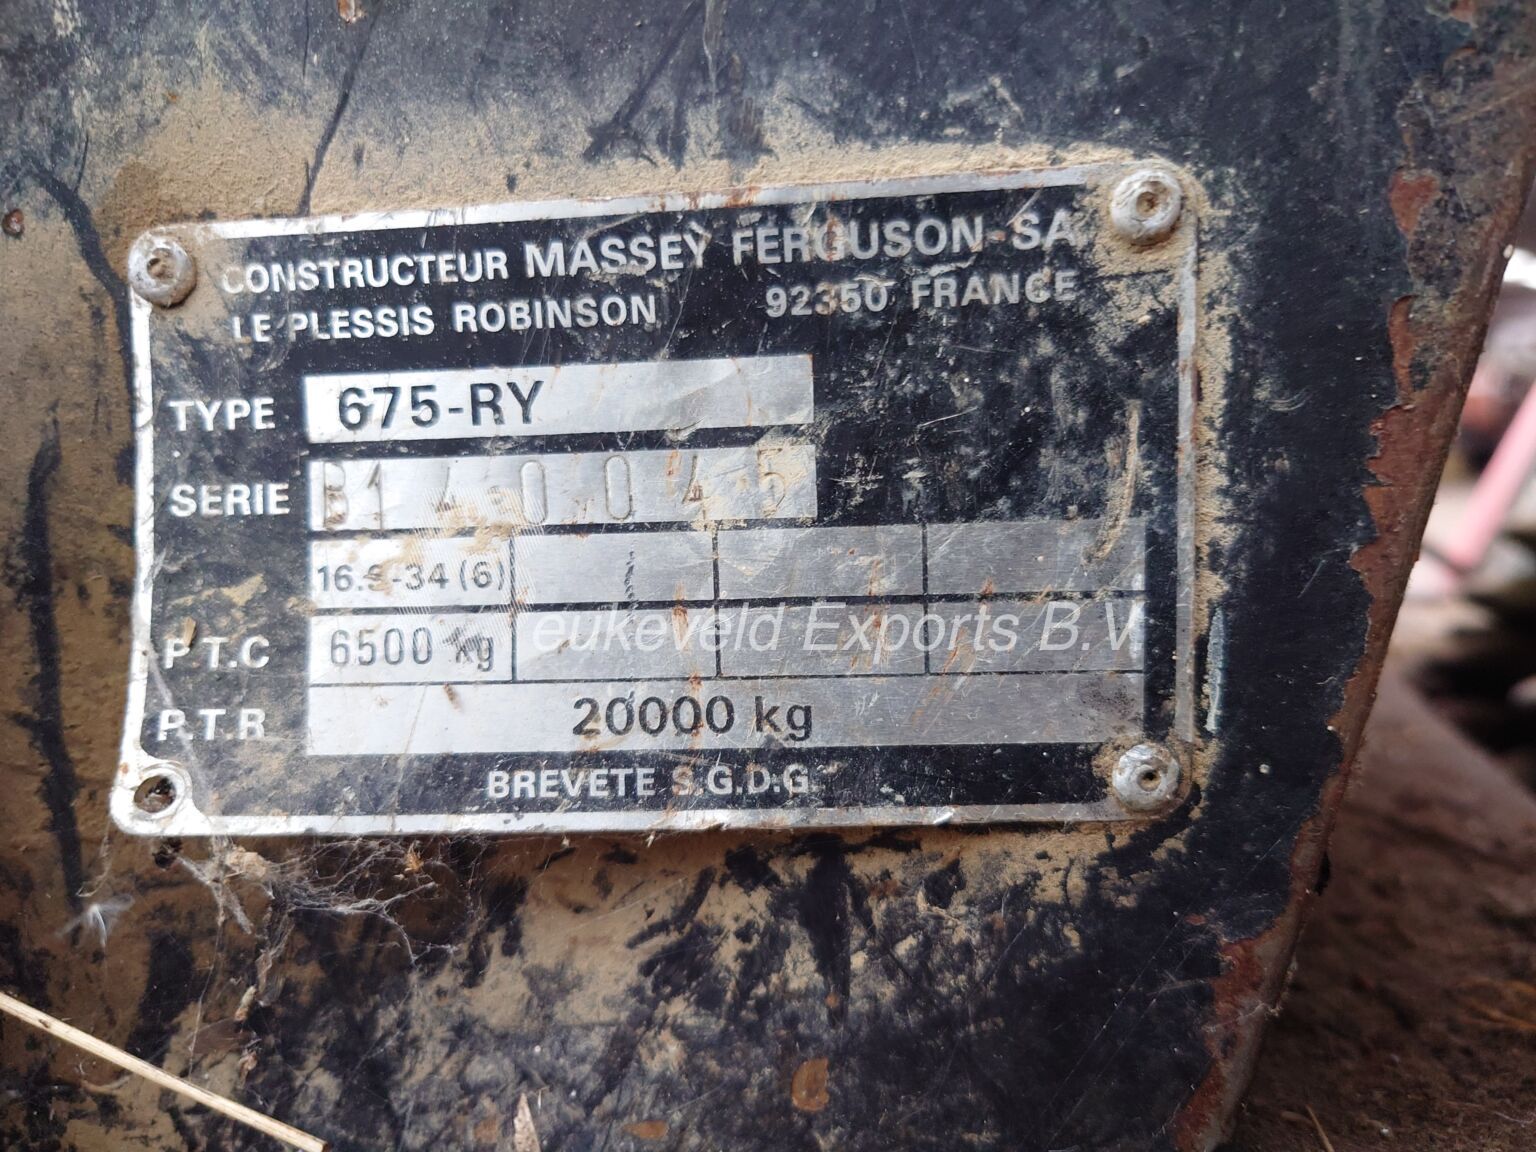 CONSTRUCTEUR MASSEY FERGUSON-SA
LE PLESSIS ROBINSON 92350 FRANCE
TYPE 675-RY
SERIE B140045
16.9-34 (6)
P.T.C 6500 kg
eukeveld Exports B.V.
P.T.R 20000 kg
BREVETE S.G.D.G